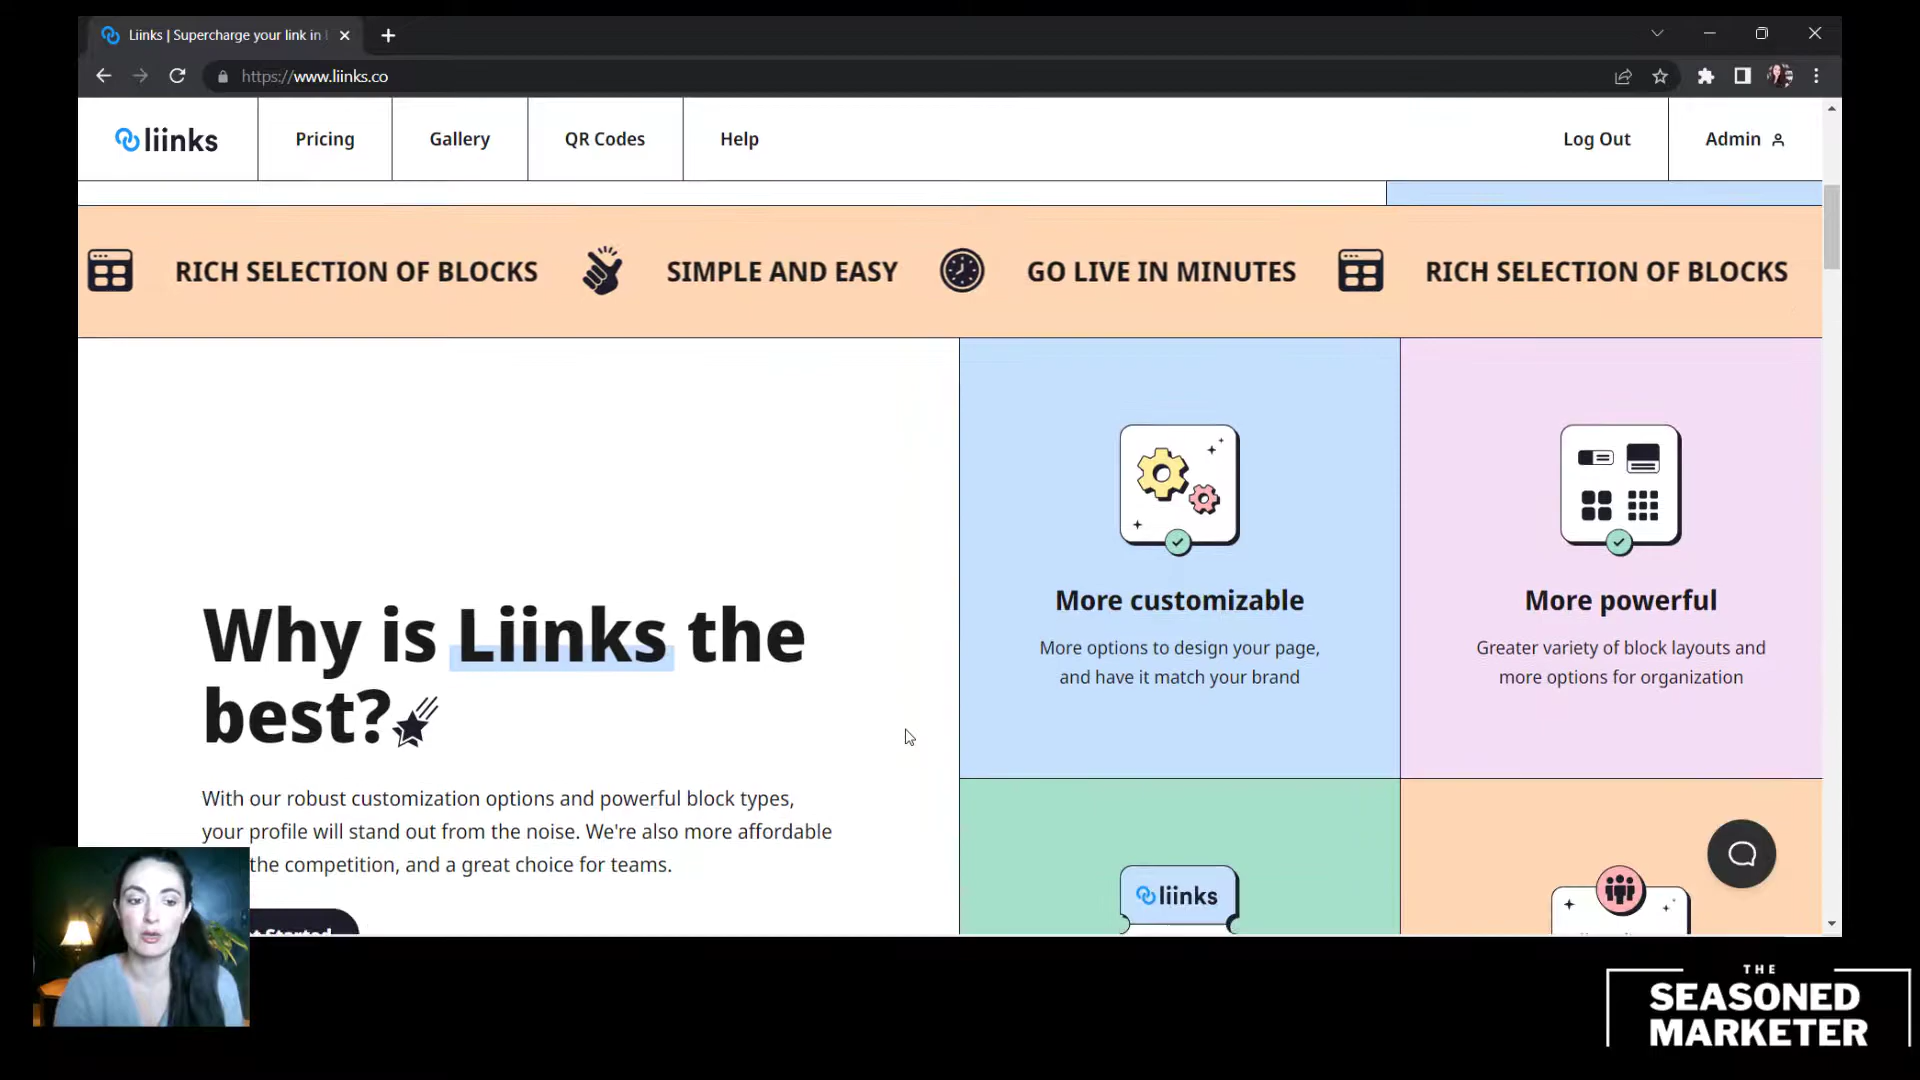 Liinks | Supercharge your link in
https://www.liinks.co
liinks
Pricing
Gallery
QR Codes
Help
Log Out
Admin
RICH SELECTION OF BLOCKS
SIMPLE AND EASY
GO LIVE IN MINUTES
RICH SELECTION OF BLOCKS
Why is Liinks the
best?
With our robust customization options and powerful block types,
your profile will stand out from the noise. We're also more affordable
the competition, and a great choice for teams.
Started
More customizable
More options to design your page,
and have it match your brand
More powerful
Greater variety of block layouts and
more options for organization
liinks
THE
SEASONED
MARKETER